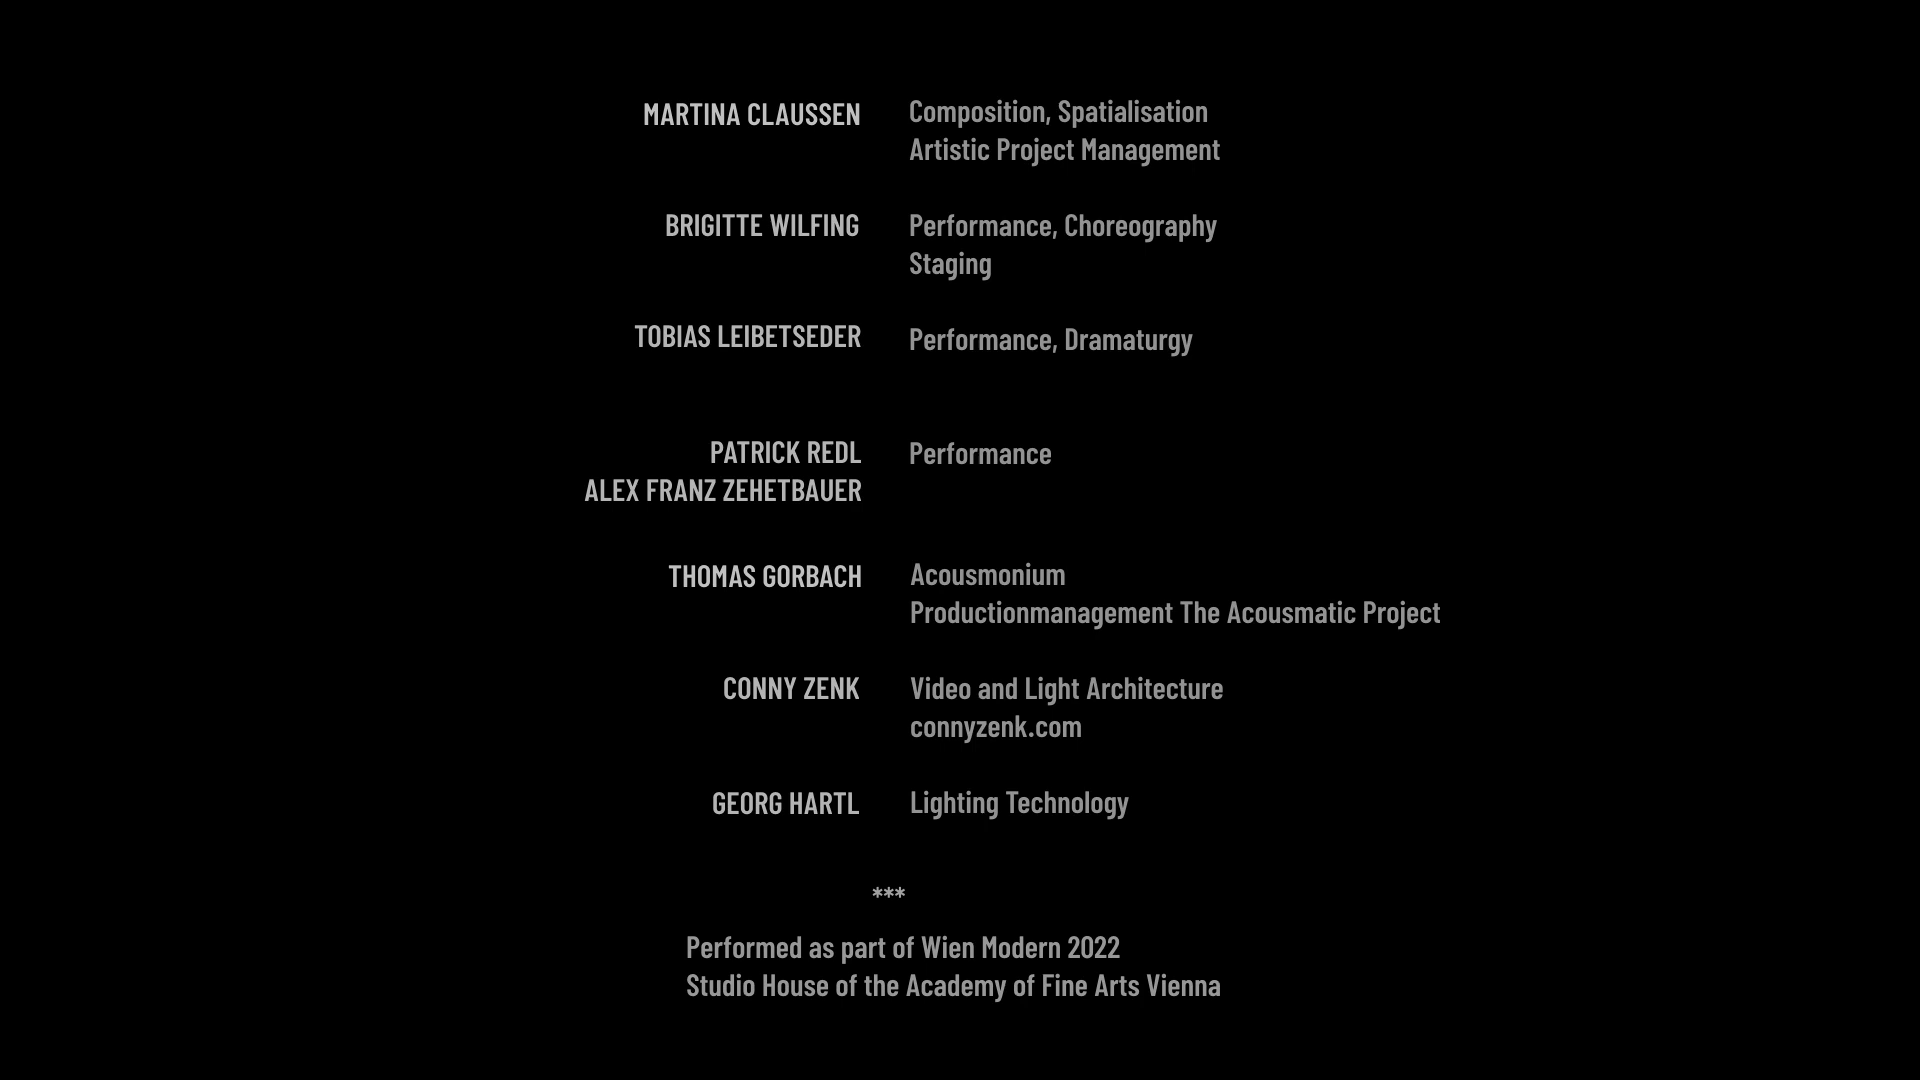 MARTINA CLAUSSEN Composition, Spatialisation
Artistic Project Management
BRIGITTE WILFING Performance, Choreography
Staging
TOBIAS LEIBETSEDER Performance, Dramaturgy
PATRICK REDL Performance
ALEX FRANZ ZEHETBAUER
THOMAS GORBACH Acousmonium
Productionmanagement The Acousmatic Project
CONNY ZENK Video and Light Architecture
connyzenk.com
GEORG HARTL Lighting Technology
***
Performed as part of Wien Modern 2022
Studio House of the Academy of Fine Arts Vienna